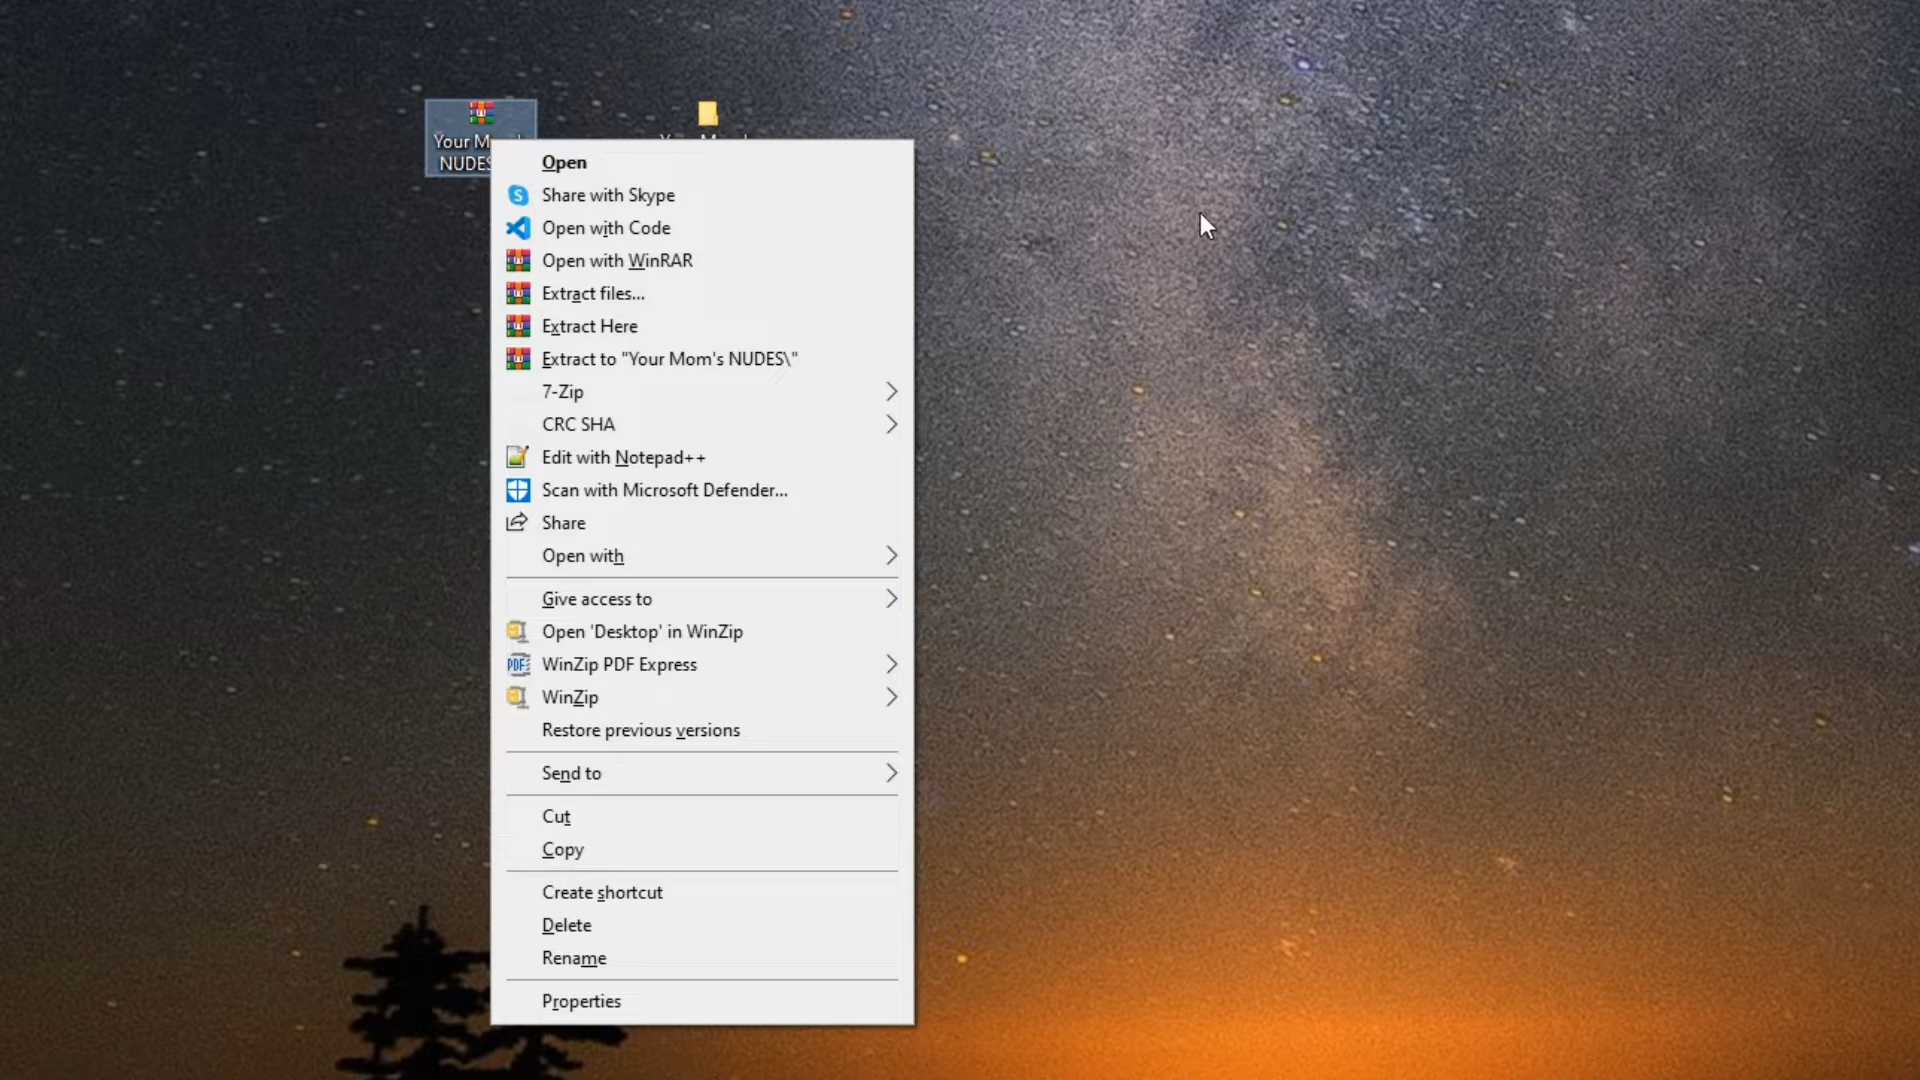 Your M
NUDES
Open
Share with Skype
Open with Code
Open with WinRAR
Extract files...
Extract Here
Extract to "Your Mom's NUDES\"
7-Zip
CRC SHA
Edit with Notepad++
Scan with Microsoft Defender...
Share
Open with
Give access to
Open 'Desktop' in WinZip
WinZip PDF Express
WinZip
Restore previous versions
Send to
Cut
Copy
Create shortcut
Delete
Rename
Properties